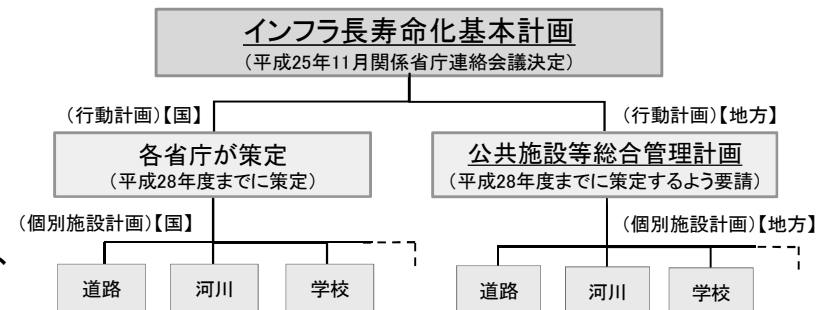 インフラ長寿命化基本計画
(平成25年11月関係省庁連絡会議決定)
(行動計画)【国】
(行動計画)【地方】
各省庁が策定
(平成28年度までに策定)
公共施設等総合管理計画
(平成28年度までに策定するよう要請)
(個別施設計画)【国】
(個別施設計画)【地方】
、
道路
河川
学校
道路
河川
学校